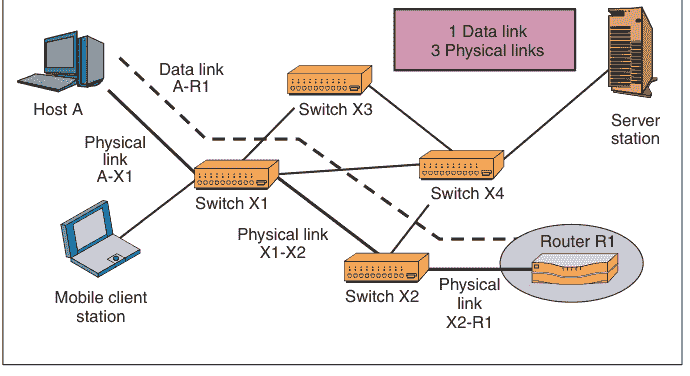 1 Data link
3 Physical links
Data link
A-R1
Host A
Switch X3
Server
station
Physical
link
A-X1
Switch X1
Switch X4
Physical link
X1-X2
Router R1
Mobile client
station
Switch X2
Physical
link
X2-R1